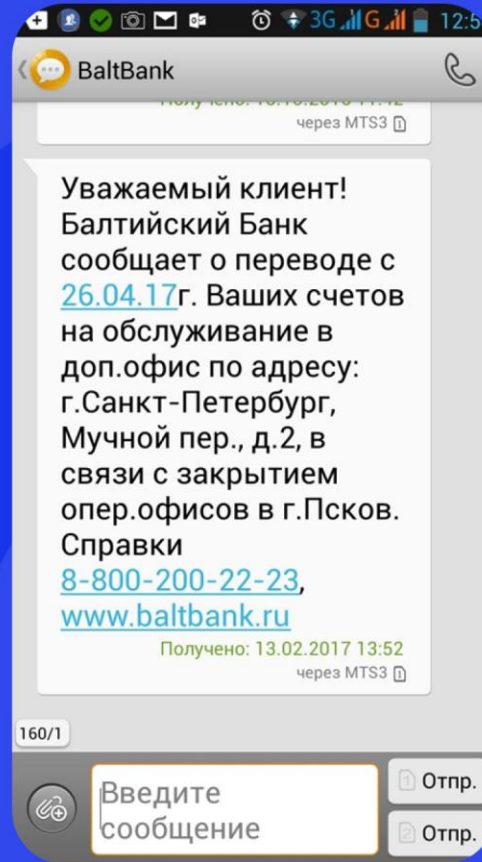 3G G 12:5
BaltBank
через MTS3
Уважаемый клиент!
Балтийский Банк
сообщает о переводе с
26.04.17г. Ваших счетов
на обслуживание в
доп.офис по адресу:
г.Санкт-Петербург,
Мучной пер., д.2, в
связи с закрытием
опер.офисов в г.Псков.
Справки
8-800-200-22-23,
www.baltbank.ru
Получено: 13.02.2017 13:52
через MTS3
160/1
Введите
сообщение
Отпр.
Отпр.